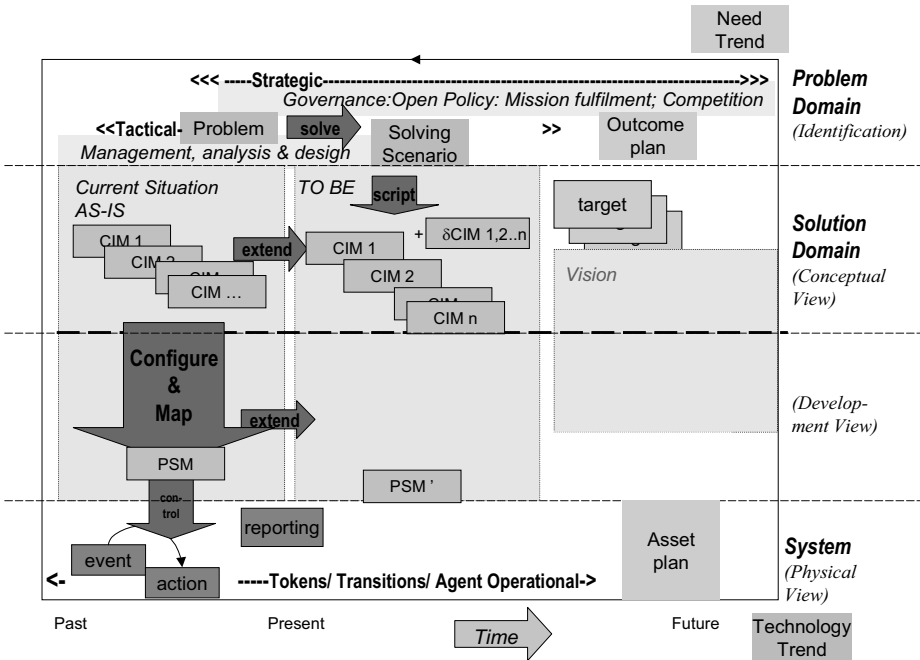 Need
Trend
<<< -----Strategic----------------------------------------------------->>>
Governance:Open Policy: Mission fulfilment; Competition
Problem
Domain
(Identification)
<<Tactical-
Problem
solve
Solving
Scenario
>>
Outcome
plan
Management, analysis & design
Current Situation
AS-IS
TO BE
script
target
CIM 1
CIM
CIM …
extend
CIM 1
+
δCIM 1,2..n
CIM 2
CIM n
Vision
Solution
Domain
(Conceptual
View)
Configure
&
Map
extend
(Develop-
ment View)
PSM
PSM '
con-
trol
reporting
event
action
<-
-----Tokens/ Transitions/ Agent Operational->
Asset
plan
System
(Physical
View)
Past
Present
Time
Future
Technology
Trend